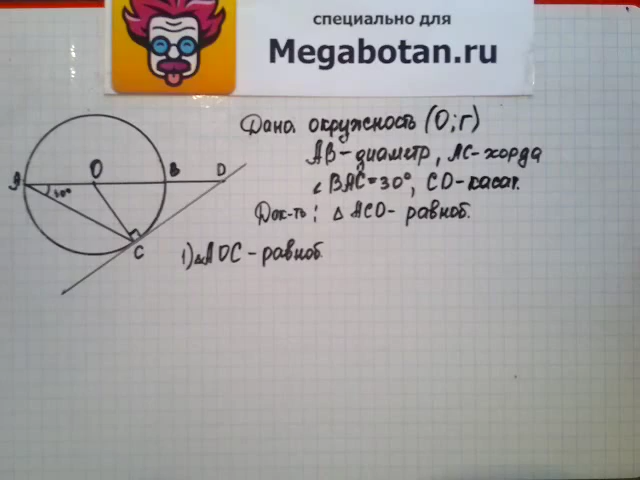 специально для
Megabotan.ru
Дана окружность (O; r)
AB - диаметр, AC - хорда
∠BAC = 30°, CD - касат.
Док-ть: △ ACD - равноб.
A 30° O B D C
1) △AOC - равноб.